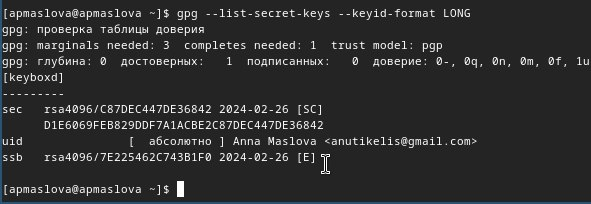 [apmaslova@apmaslova ~]$ gpg --list-secret-keys --keyid-format LONG
gpg: проверка таблицы доверия
gpg: marginals needed: 3  completes needed: 1  trust model: pgp
gpg: глубина: 0  достоверных:   1  подписанных:   0  доверие: 0-, 0q, 0n, 0m, 0f, 1u
[keyboxd]
---------
sec   rsa4096/C87DEC447DE36842 2024-02-26 [SC]
      D1E6069FEB829DDF7A1ACBE2C87DEC447DE36842
uid              [  абсолютно ] Anna Maslova <anutikelis@gmail.com>
ssb   rsa4096/7E225462C743B1F0 2024-02-26 [E]
[apmaslova@apmaslova ~]$